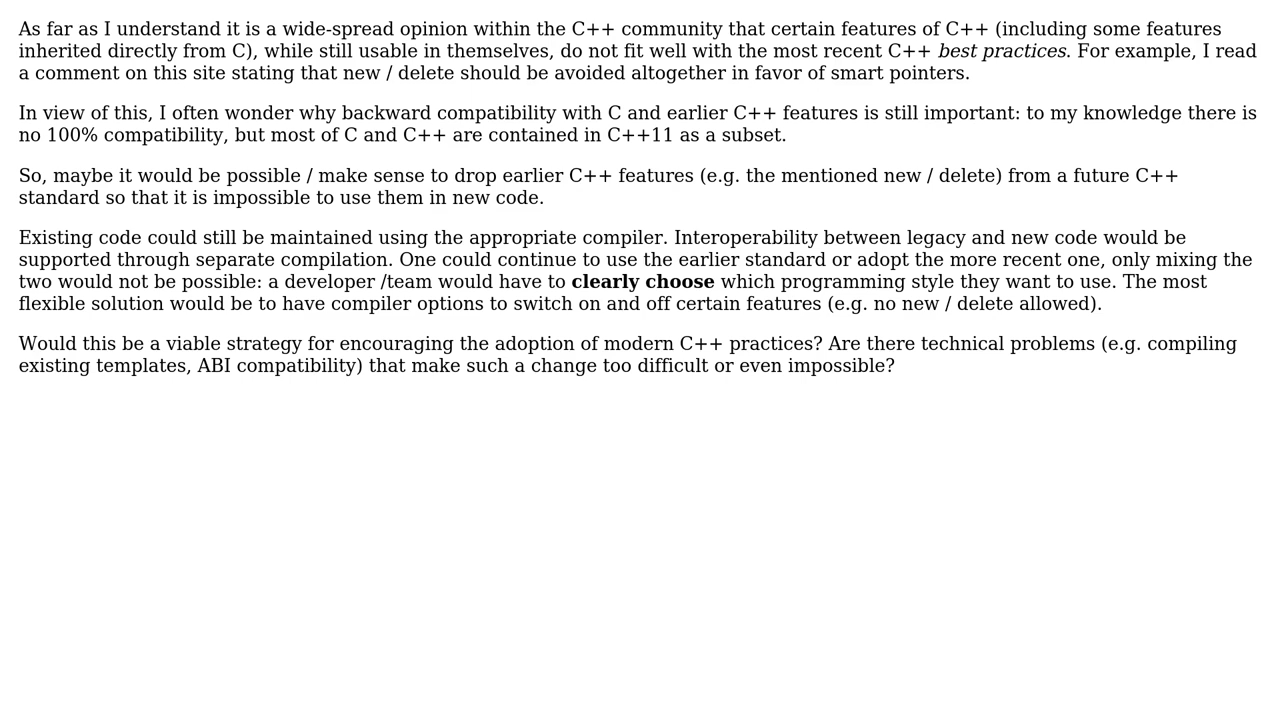 As far as I understand it is a wide-spread opinion within the C++ community that certain features of C++ (including some features
inherited directly from C), while still usable in themselves, do not fit well with the most recent C++ best practices. For example, I read
a comment on this site stating that new / delete should be avoided altogether in favor of smart pointers.
In view of this, I often wonder why backward compatibility with C and earlier C++ features is still important: to my knowledge there is
no 100% compatibility, but most of C and C++ are contained in C++11 as a subset.
So, maybe it would be possible / make sense to drop earlier C++ features (e.g. the mentioned new / delete) from a future C++
standard so that it is impossible to use them in new code.
Existing code could still be maintained using the appropriate compiler. Interoperability between legacy and new code would be
supported through separate compilation. One could continue to use the earlier standard or adopt the more recent one, only mixing the
two would not be possible: a developer /team would have to clearly choose which programming style they want to use. The most
flexible solution would be to have compiler options to switch on and off certain features (e.g. no new / delete allowed).
Would this be a viable strategy for encouraging the adoption of modern C++ practices? Are there technical problems (e.g. compiling
existing templates, ABI compatibility) that make such a change too difficult or even impossible?